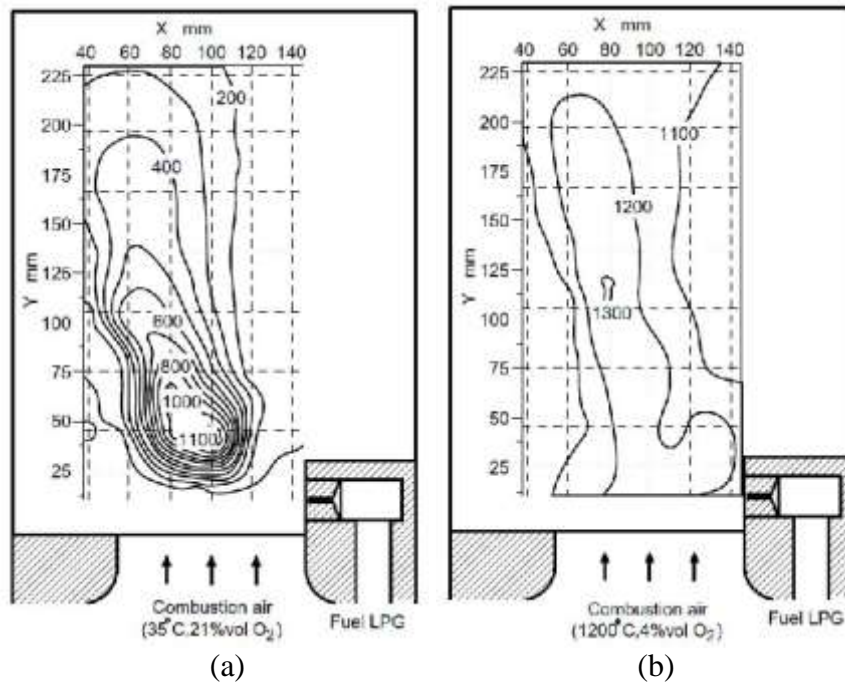 X mm
40 60 80 100 120 140
225
200
175
150
125
100
75
50
25
Y mm
200
400
600
800
1000
1100
Combustion air
(35°C,21%vol O2)
Fuel LPG
(a)
X mm
40 60 80 100 120 140
225
200
175
150
125
100
75
50
25
Y mm
1100
1200
1300
Combustion air
(1200°C,4%vol O2)
Fuel LPG
(b)